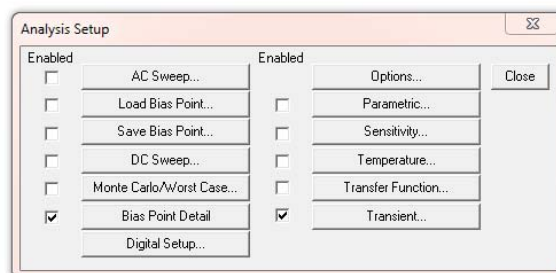 Analysis Setup
Enabled
Enabled
AC Sweep...
Options...
Close
Load Bias Point...
Parametric...
Save Bias Point...
Sensitivity...
DC Sweep...
Temperature...
Monte Carlo/Worst Case...
Transfer Function...
Bias Point Detail
Transient...
Digital Setup...